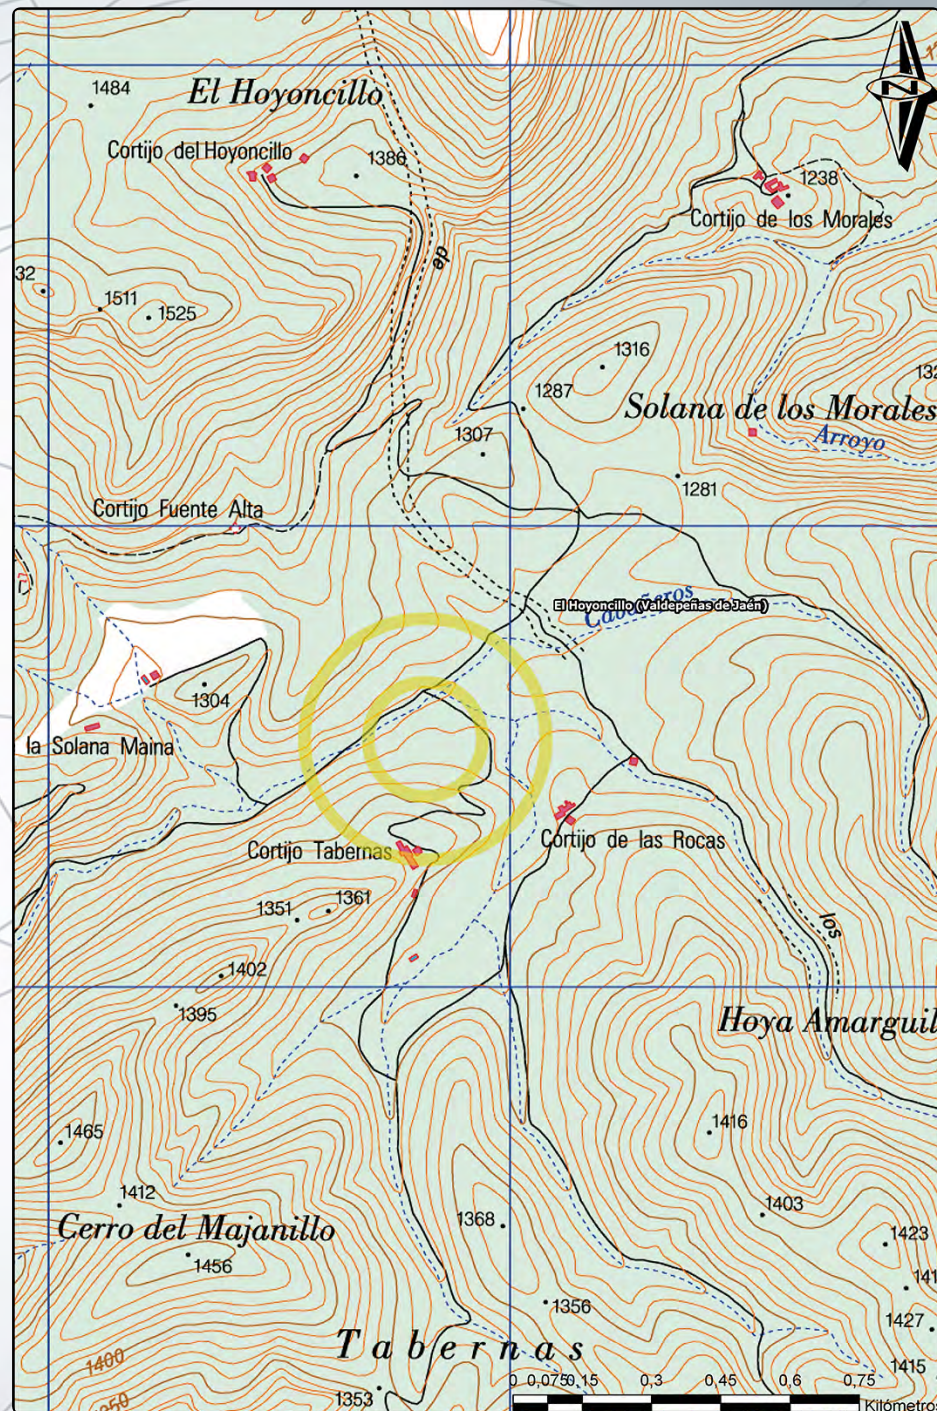 1484
El Hoyoncillo
N
Cortijo del Hoyoncillo
1386
1238
Cortijo de los Morales
de
32
1511
1525
1316
1287
Solana de los Morales
1307
Arroyo
1281
Cortijo Fuente Alta
Cabañeros
El Hoyoncillo (Valdepeñas de Jaén)
1304
la Solana Maina
Cortijo Tabernas
Cortijo de las Rocas
1361
1351
los
1402
1395
Hoya Amarguil
1465
1416
1412
1403
Cerro del Majanillo
1368
1423
1456
141
1356
1427
Tabernas
1400
1415
1353
0 0,075 0,15 0,3 0,45 0,6 0,75
Kilómetros